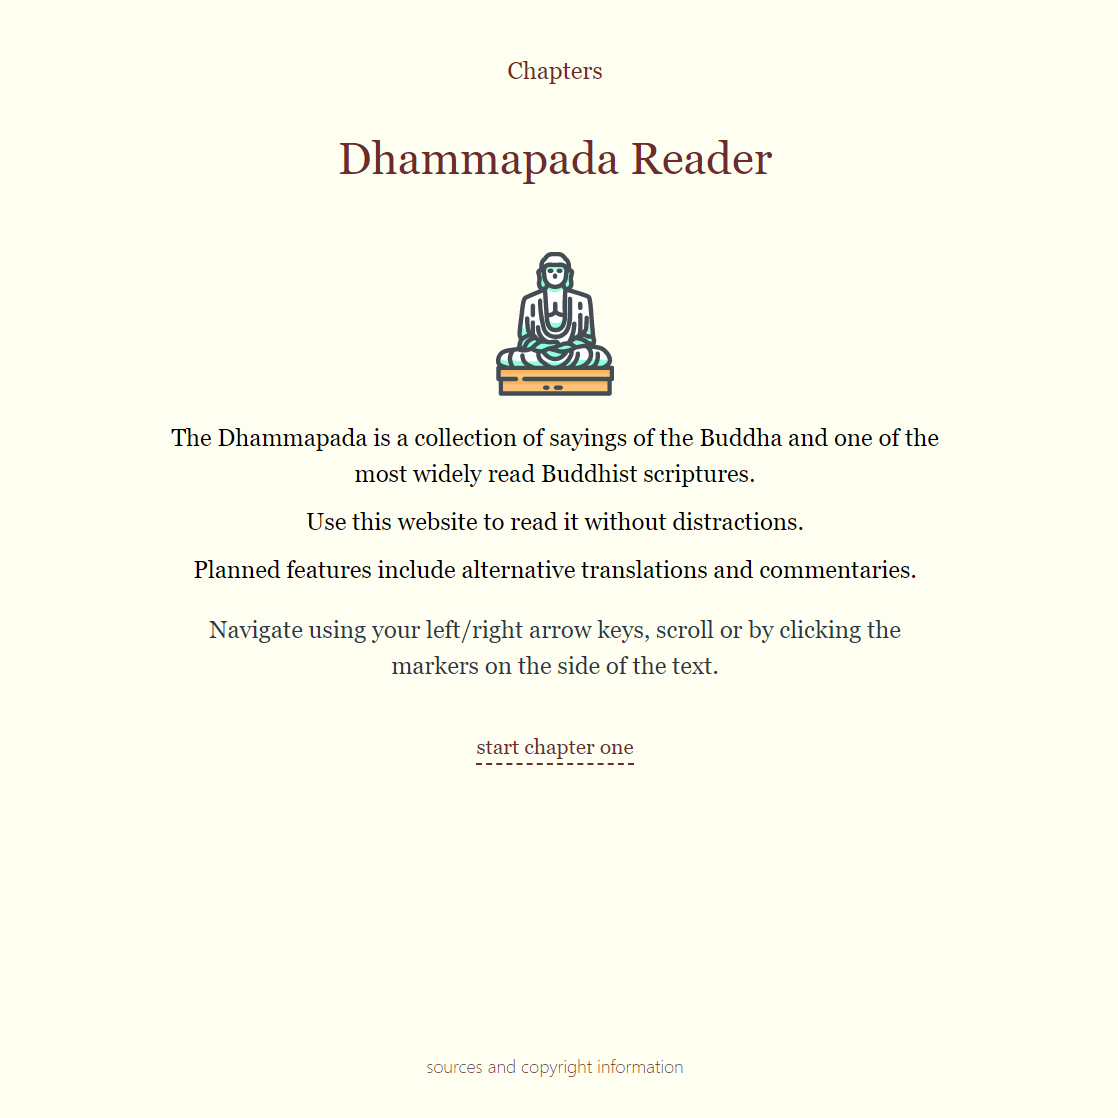 Chapters
Dhammapada Reader
The Dhammapada is a collection of sayings of the Buddha and one of the
most widely read Buddhist scriptures.
Use this website to read it without distractions.
Planned features include alternative translations and commentaries.
Navigate using your left/right arrow keys, scroll or by clicking the
markers on the side of the text.
start chapter one
sources and copyright information